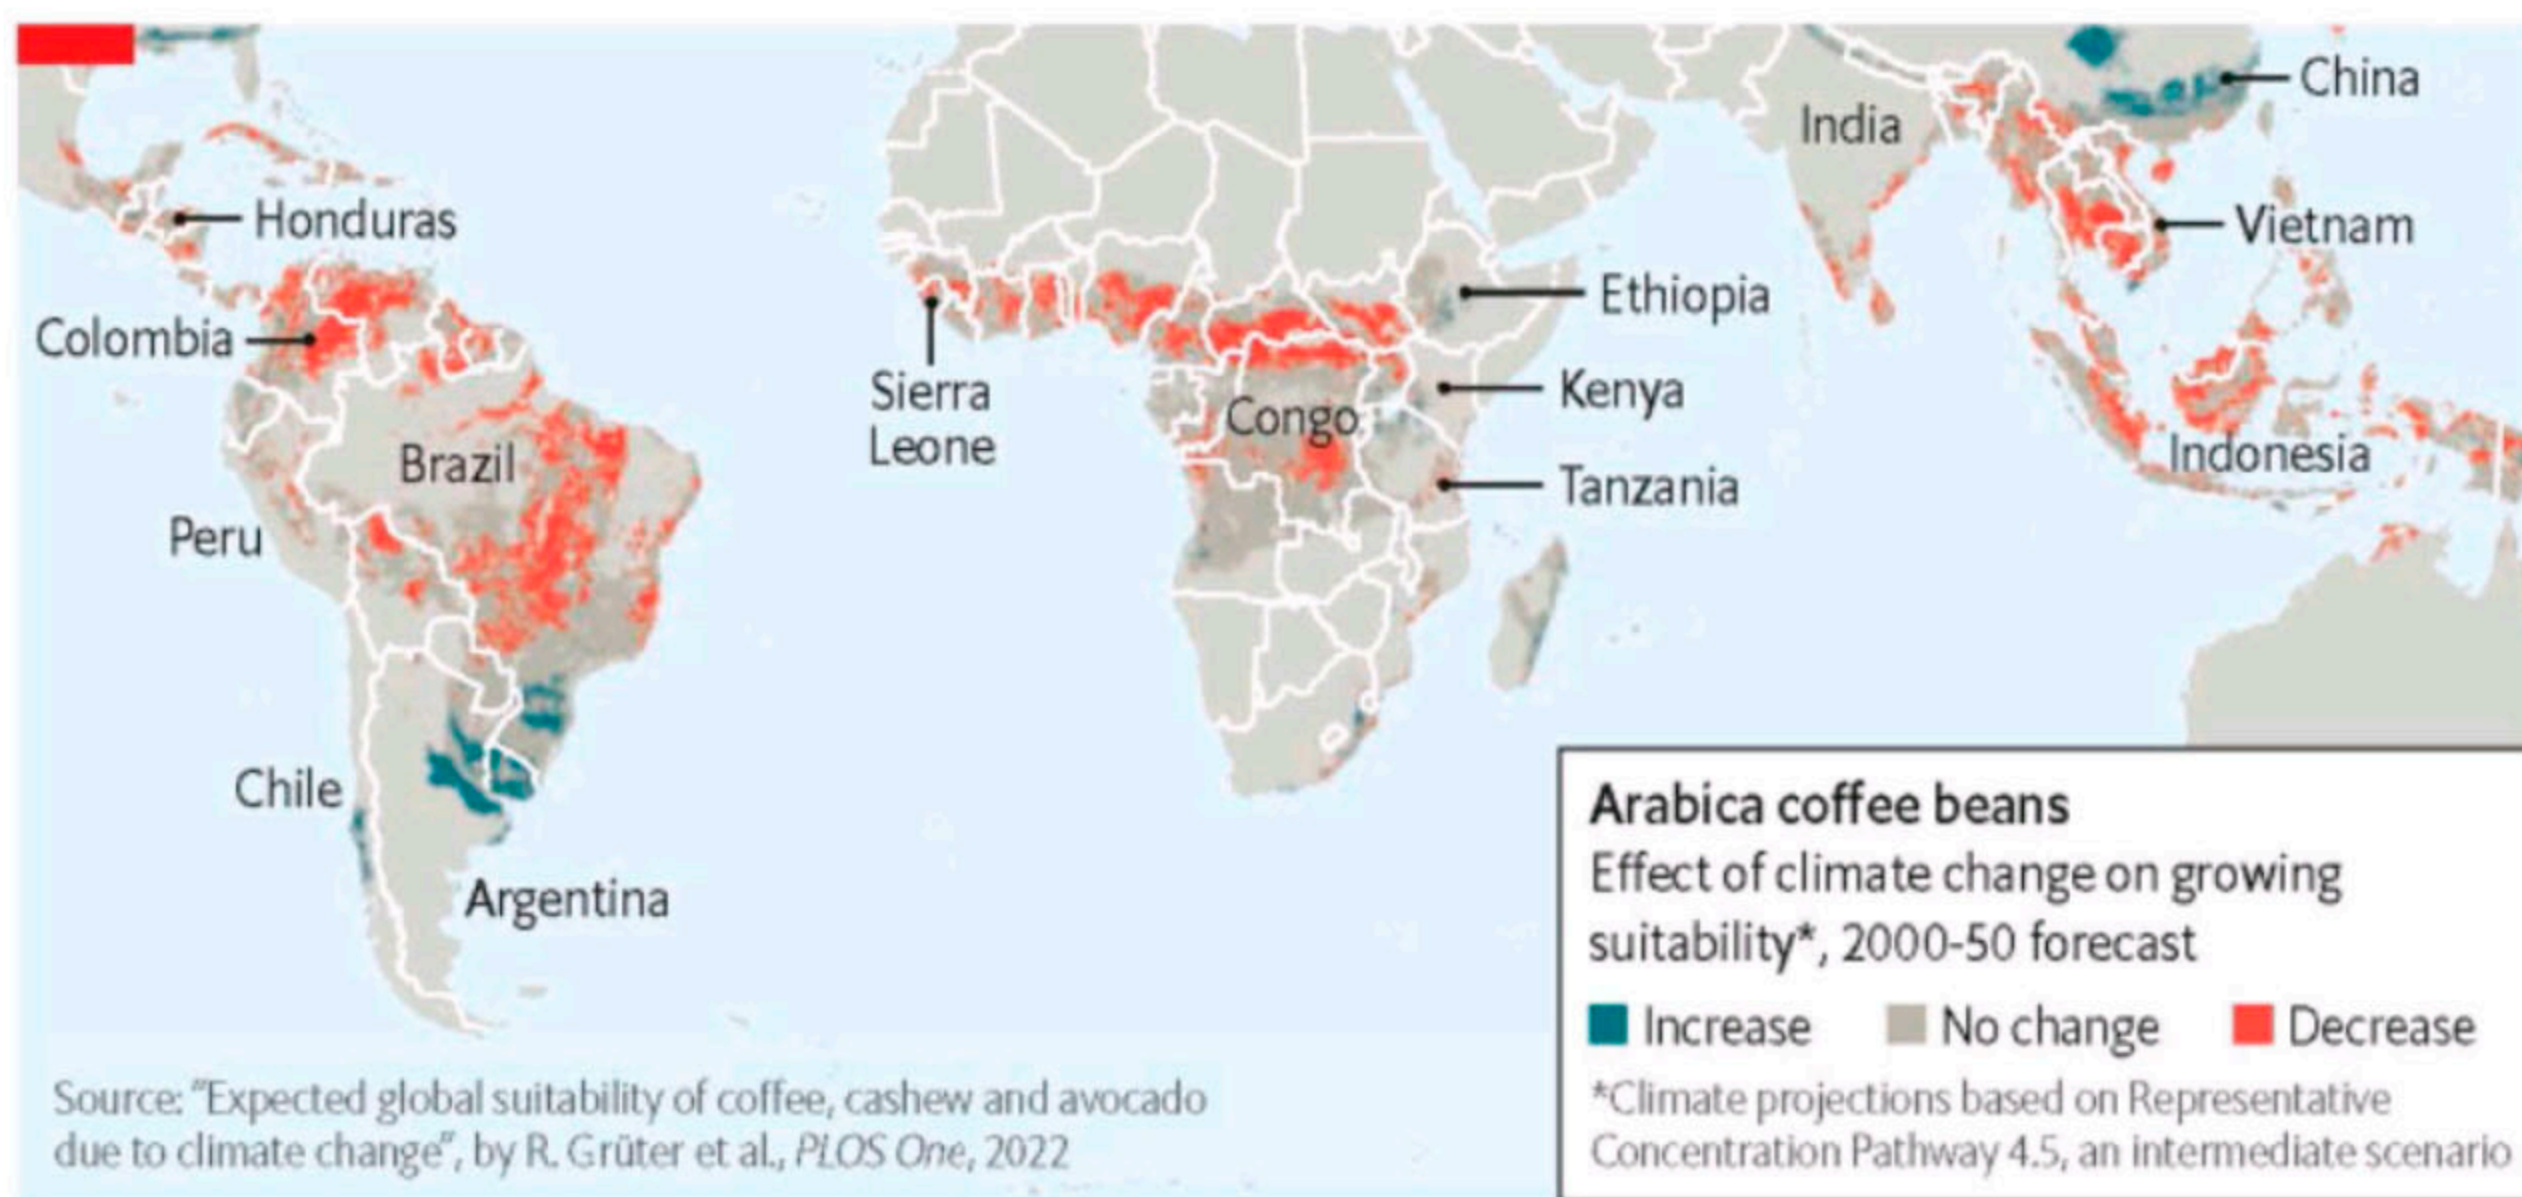 China
India
Honduras
Vietnam
Ethiopia
Colombia
Sierra
Leone
Kenya
Congo
Brazil
Indonesia
Tanzania
Peru
Chile
Argentina
Arabica coffee beans
Effect of climate change on growing
suitability*, 2000-50 forecast
Increase No change Decrease
*Climate projections based on Representative
Concentration Pathway 4.5, an intermediate scenario
Source: "Expected global suitability of coffee, cashew and avocado
due to climate change", by R. Grüter et al., PLOS One, 2022